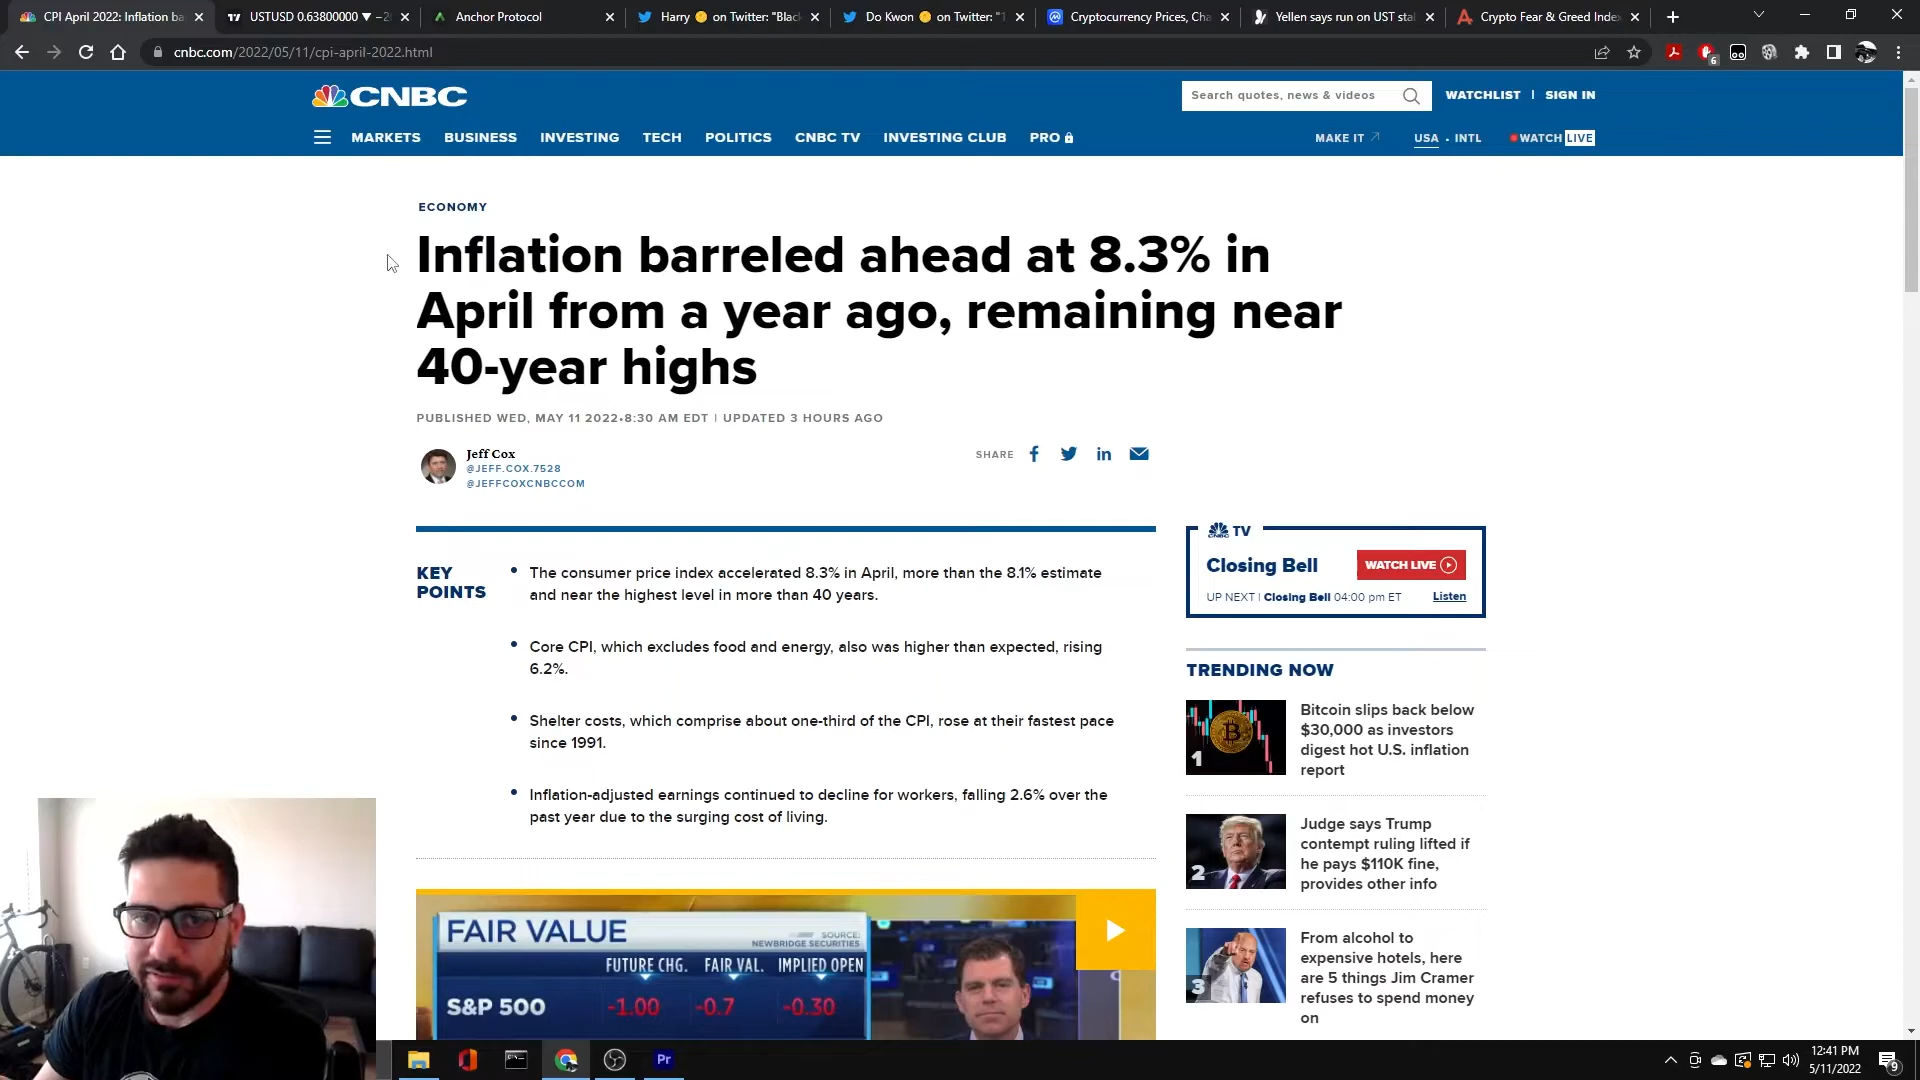 CPI April 2022: Inflation ba
USTUSD 0.63800000 ▼ −2
Anchor Protocol
Harry 🟡 on Twitter: "Blac
Do Kwon 🟡 on Twitter: "1
Cryptocurrency Prices, Cha
Yellen says run on UST sta
Crypto Fear & Greed Index
cnbc.com/2022/05/11/cpi-april-2022.html
6
CNBC
Search quotes, news & videos
WATCHLIST | SIGN IN
MARKETS BUSINESS INVESTING TECH POLITICS CNBC TV INVESTING CLUB PRO
MAKE IT USA • INTL WATCH LIVE
ECONOMY
Inflation barreled ahead at 8.3% in
April from a year ago, remaining near
40-year highs
PUBLISHED WED, MAY 11 2022•8:30 AM EDT | UPDATED 3 HOURS AGO
Jeff Cox
@JEFF.COX.7528
@JEFFCOXCNBCCOM
SHARE
KEY
POINTS
• The consumer price index accelerated 8.3% in April, more than the 8.1% estimate
and near the highest level in more than 40 years.
• Core CPI, which excludes food and energy, also was higher than expected, rising
6.2%.
• Shelter costs, which comprise about one-third of the CPI, rose at their fastest pace
since 1991.
• Inflation-adjusted earnings continued to decline for workers, falling 2.6% over the
past year due to the surging cost of living.
TV
Closing Bell
WATCH LIVE
UP NEXT | Closing Bell 04:00 pm ET
Listen
TRENDING NOW
1
Bitcoin slips back below
$30,000 as investors
digest hot U.S. inflation
report
2
Judge says Trump
contempt ruling lifted if
he pays $110K fine,
provides other info
3
From alcohol to
expensive hotels, here
are 5 things Jim Cramer
refuses to spend money
on
FAIR VALUE
SOURCE:
NEWBRIDGE SECURITIES
FUTURE CHG. FAIR VAL. IMPLIED OPEN
S&P 500 -1.00 -0.7 -0.30
Pr
12:41 PM
5/11/2022
9